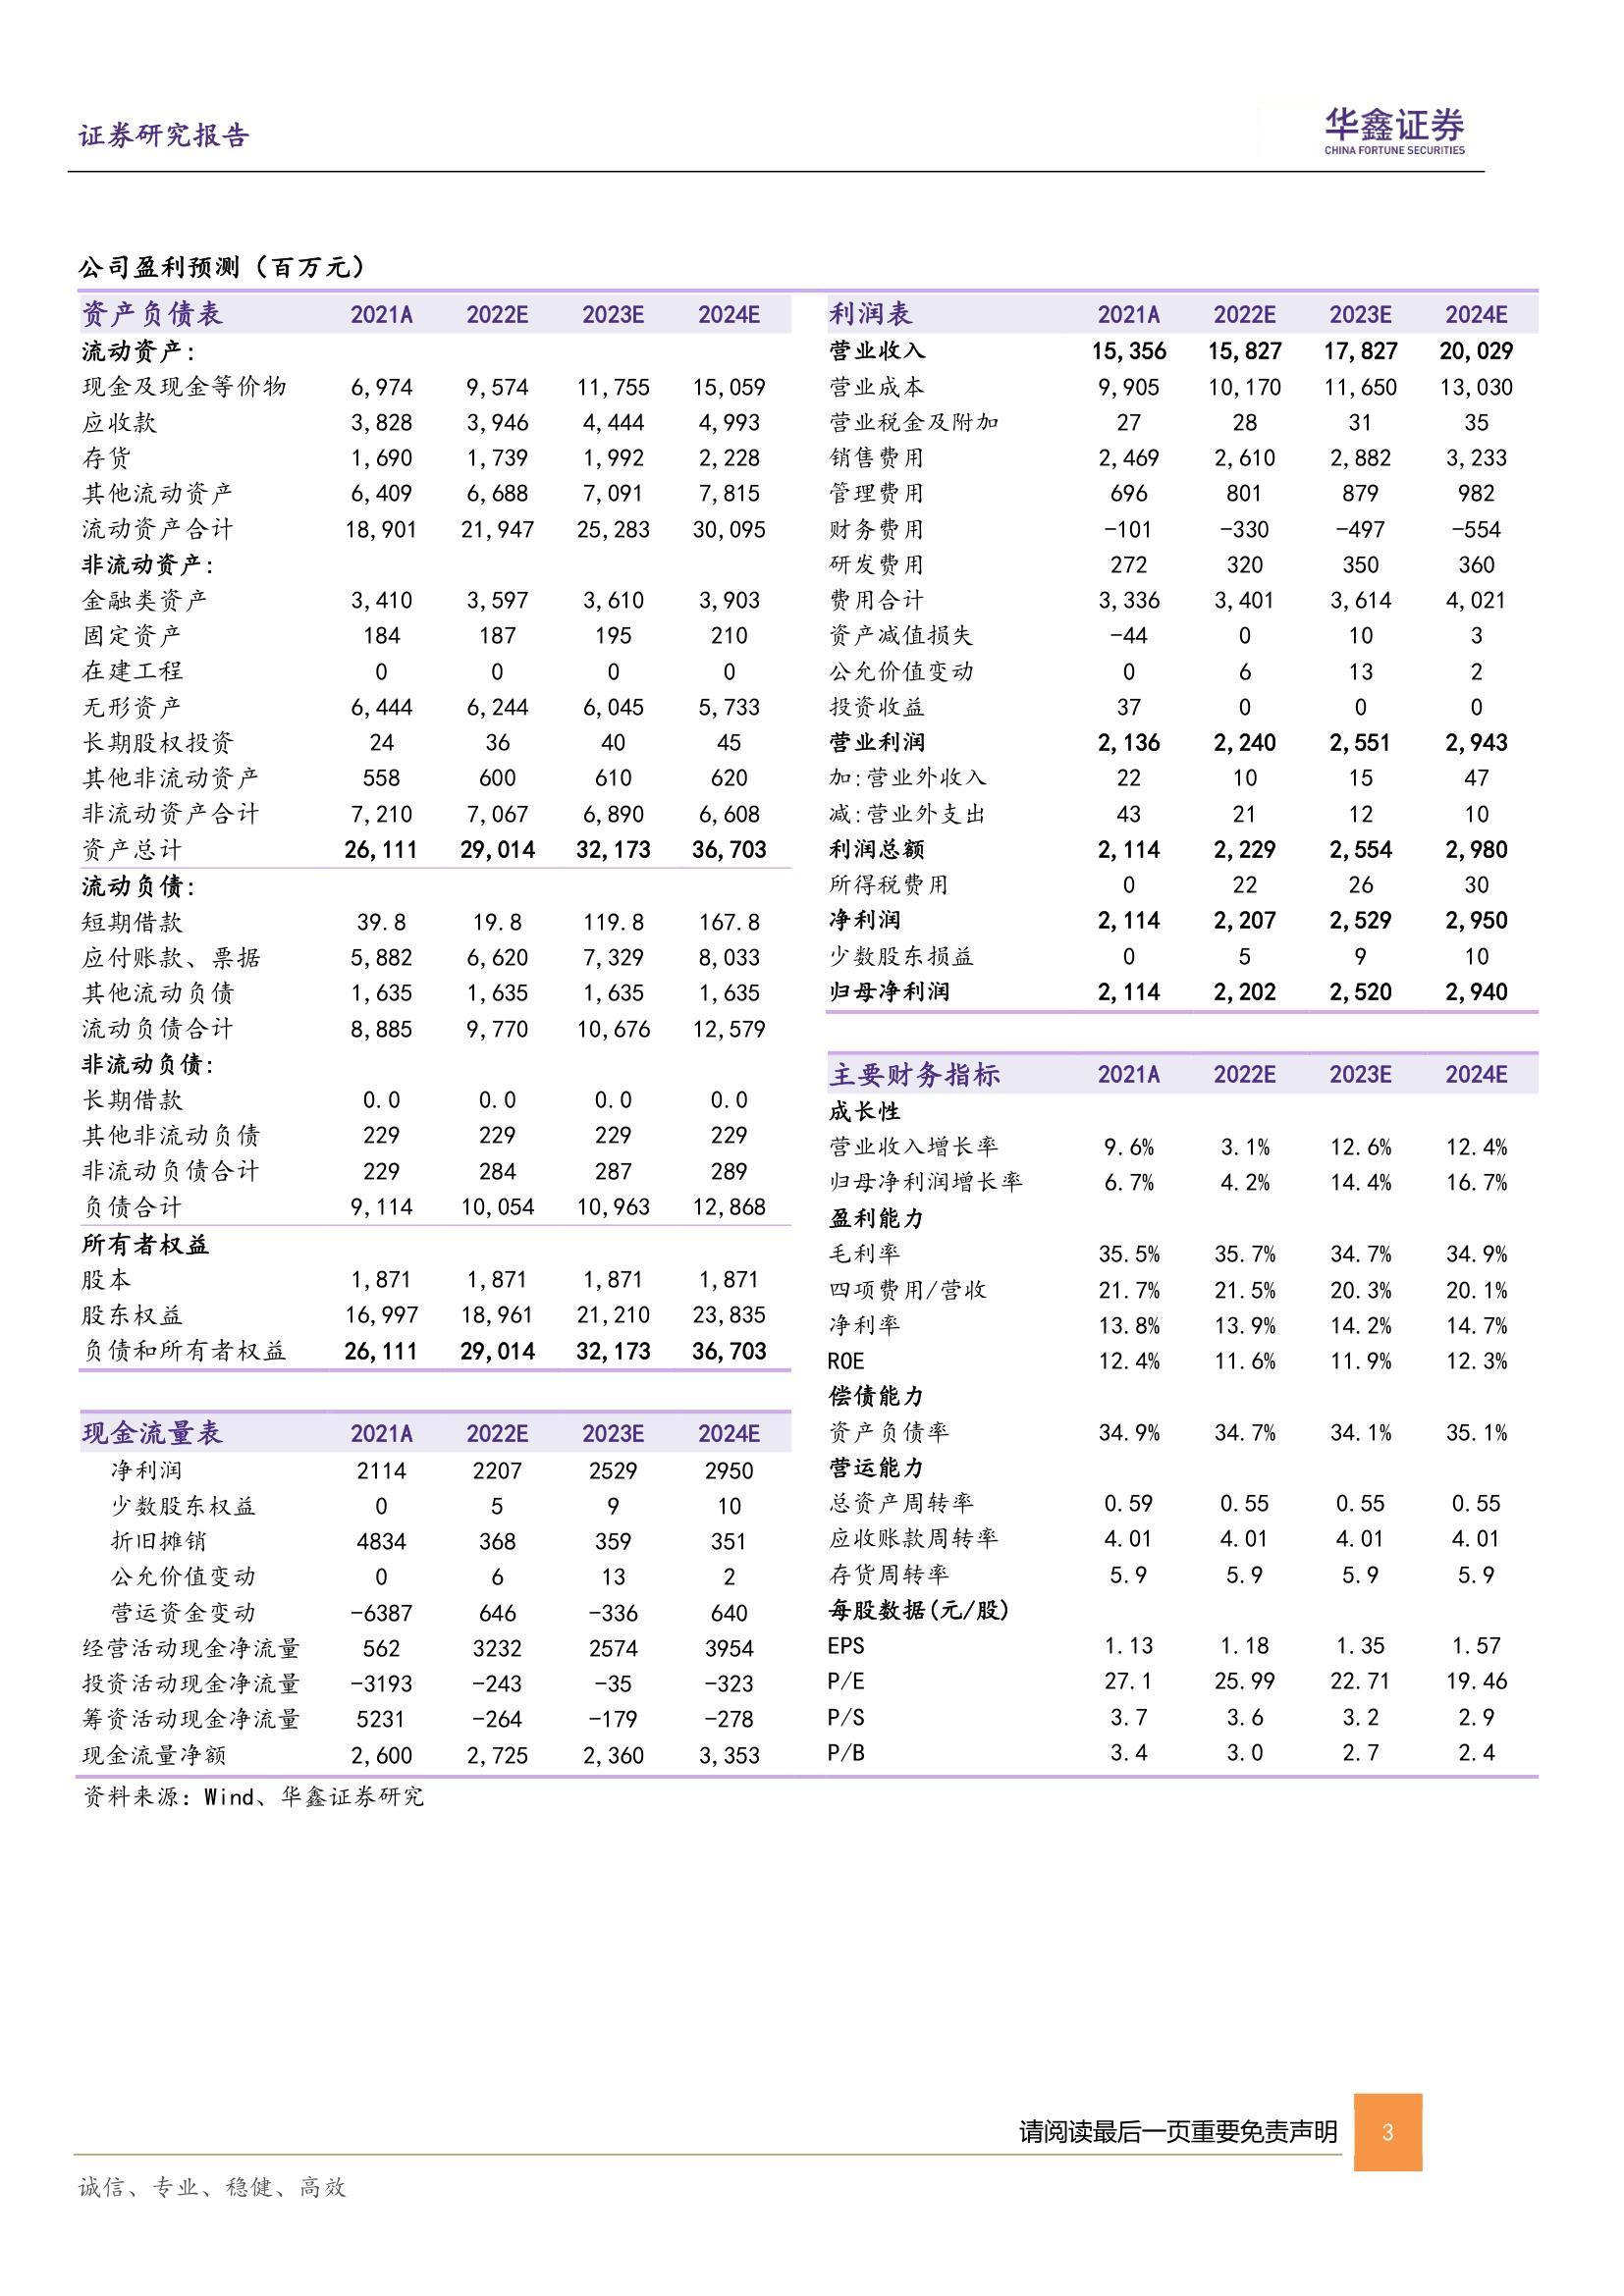 证券研究报告
华鑫证券
CHINA FORTUNE SECURITIES
公司盈利预测（百万元）
资产负债表 2021A 2022E 2023E 2024E
流动资产:
现金及现金等价物 6,974 9,574 11,755 15,059
应收款 3,828 3,946 4,444 4,993
存货 1,690 1,739 1,992 2,228
其他流动资产 6,409 6,688 7,091 7,815
流动资产合计 18,901 21,947 25,283 30,095
非流动资产:
金融类资产 3,410 3,597 3,610 3,903
固定资产 184 187 195 210
在建工程 0 0 0 0
无形资产 6,444 6,244 6,045 5,733
长期股权投资 24 36 40 45
其他非流动资产 558 600 610 620
非流动资产合计 7,210 7,067 6,890 6,608
资产总计 26,111 29,014 32,173 36,703
流动负债:
短期借款 39.8 19.8 119.8 167.8
应付账款、票据 5,882 6,620 7,329 8,033
其他流动负债 1,635 1,635 1,635 1,635
流动负债合计 8,885 9,770 10,676 12,579
非流动负债:
长期借款 0.0 0.0 0.0 0.0
其他非流动负债 229 229 229 229
非流动负债合计 229 284 287 289
负债合计 9,114 10,054 10,963 12,868
所有者权益
股本 1,871 1,871 1,871 1,871
股东权益 16,997 18,961 21,210 23,835
负债和所有者权益 26,111 29,014 32,173 36,703
现金流量表 2021A 2022E 2023E 2024E
净利润 2114 2207 2529 2950
少数股东权益 0 5 9 10
折旧摊销 4834 368 359 351
公允价值变动 0 6 13 2
营运资金变动 -6387 646 -336 640
经营活动现金净流量 562 3232 2574 3954
投资活动现金净流量 -3193 -243 -35 -323
筹资活动现金净流量 5231 -264 -179 -278
现金流量净额 2,600 2,725 2,360 3,353
利润表 2021A 2022E 2023E 2024E
营业收入 15,356 15,827 17,827 20,029
营业成本 9,905 10,170 11,650 13,030
营业税金及附加 27 28 31 35
销售费用 2,469 2,610 2,882 3,233
管理费用 696 801 879 982
财务费用 -101 -330 -497 -554
研发费用 272 320 350 360
费用合计 3,336 3,401 3,614 4,021
资产减值损失 -44 0 10 3
公允价值变动 0 6 13 2
投资收益 37 0 0 0
营业利润 2,136 2,240 2,551 2,943
加:营业外收入 22 10 15 47
减:营业外支出 43 21 12 10
利润总额 2,114 2,229 2,554 2,980
所得税费用 0 22 26 30
净利润 2,114 2,207 2,529 2,950
少数股东损益 0 5 9 10
归母净利润 2,114 2,202 2,520 2,940
主要财务指标 2021A 2022E 2023E 2024E
成长性
营业收入增长率 9.6% 3.1% 12.6% 12.4%
归母净利润增长率 6.7% 4.2% 14.4% 16.7%
盈利能力
毛利率 35.5% 35.7% 34.7% 34.9%
四项费用/营收 21.7% 21.5% 20.3% 20.1%
净利率 13.8% 13.9% 14.2% 14.7%
ROE 12.4% 11.6% 11.9% 12.3%
偿债能力
资产负债率 34.9% 34.7% 34.1% 35.1%
营运能力
总资产周转率 0.59 0.55 0.55 0.55
应收账款周转率 4.01 4.01 4.01 4.01
存货周转率 5.9 5.9 5.9 5.9
每股数据(元/股)
EPS 1.13 1.18 1.35 1.57
P/E 27.1 25.99 22.71 19.46
P/S 3.7 3.6 3.2 2.9
P/B 3.4 3.0 2.7 2.4
资料来源：Wind、华鑫证券研究
请阅读最后一页重要免责声明 3
诚信、专业、稳健、高效